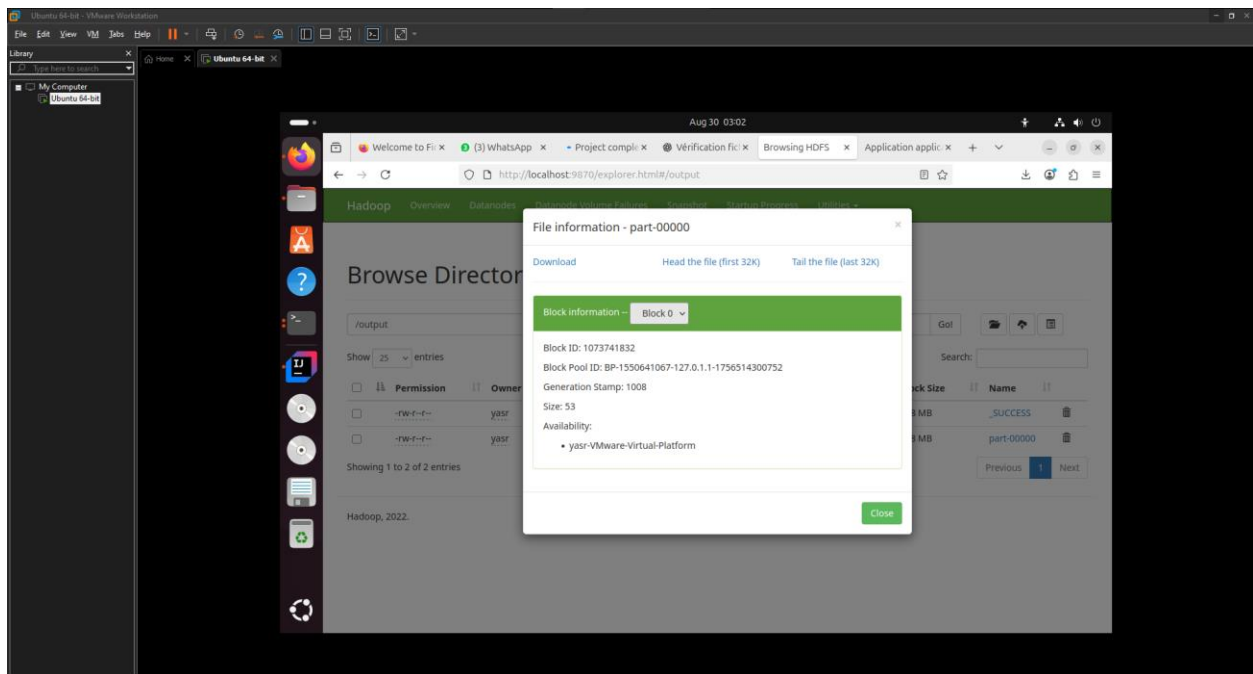 Ubuntu 64-bit - VMware Workstation
File Edit View VM Tabs Help
Library
Type here to search
My Computer
Ubuntu 64-bit
Home
Ubuntu 64-bit
Aug 30 03:02
Welcome to Fi
(3) WhatsApp
Project comple
Vérification fic
Browsing HDFS
Application applic
http://localhost:9870/explorer.html#/output
Hadoop Overview Datanodes Datanode Volume Failures Snapshot Startup Progress Utilities
File information - part-00000
Download Head the file (first 32K) Tail the file (last 32K)
Browse Director
Block information -- Block 0
/output Go!
Block ID: 1073741832
Show 25 entries Search:
Block Pool ID: BP-1550641067-127.0.1.1-1756514300752
Permission Owner ock Size Name
Generation Stamp: 1008
Size: 53
-rw-r--r-- yasr MB _SUCCESS
Availability:
yasr-VMware-Virtual-Platform
-rw-r--r-- yasr MB part-00000
Showing 1 to 2 of 2 entries Previous 1 Next
Close
Hadoop, 2022.